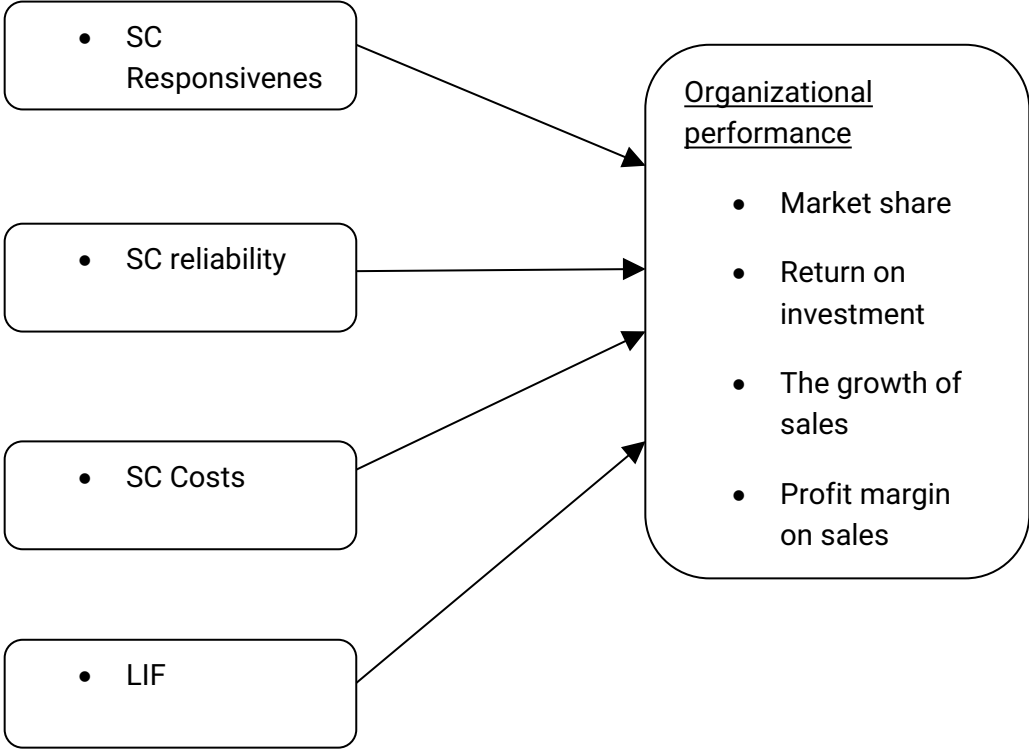 SC
Responsivenes
SC reliability
SC Costs
LIF
Organizational
performance
Market share
Return on
investment
The growth of
sales
Profit margin
on sales